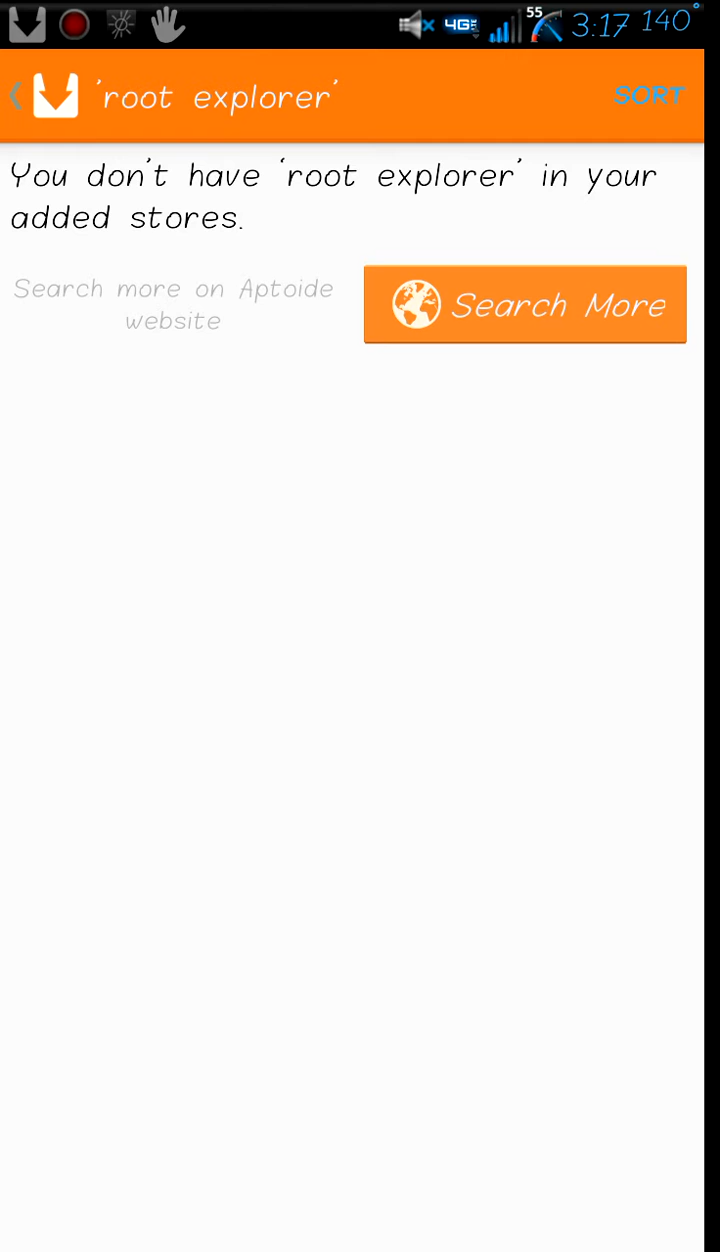 4G
55
3:17 140°
'root explorer'
SORT
You don't have 'root explorer' in your
added stores.
Search more on Aptoide
website
Search More